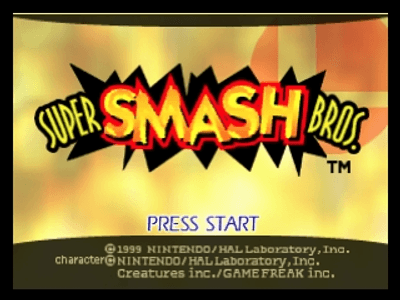 SUPER SMASH BROS.
TM
PRESS START
©1999 NINTENDO/HAL Laboratory, Inc.
character©NINTENDO/HAL Laboratory, Inc.
Creatures inc./GAME FREAK inc.